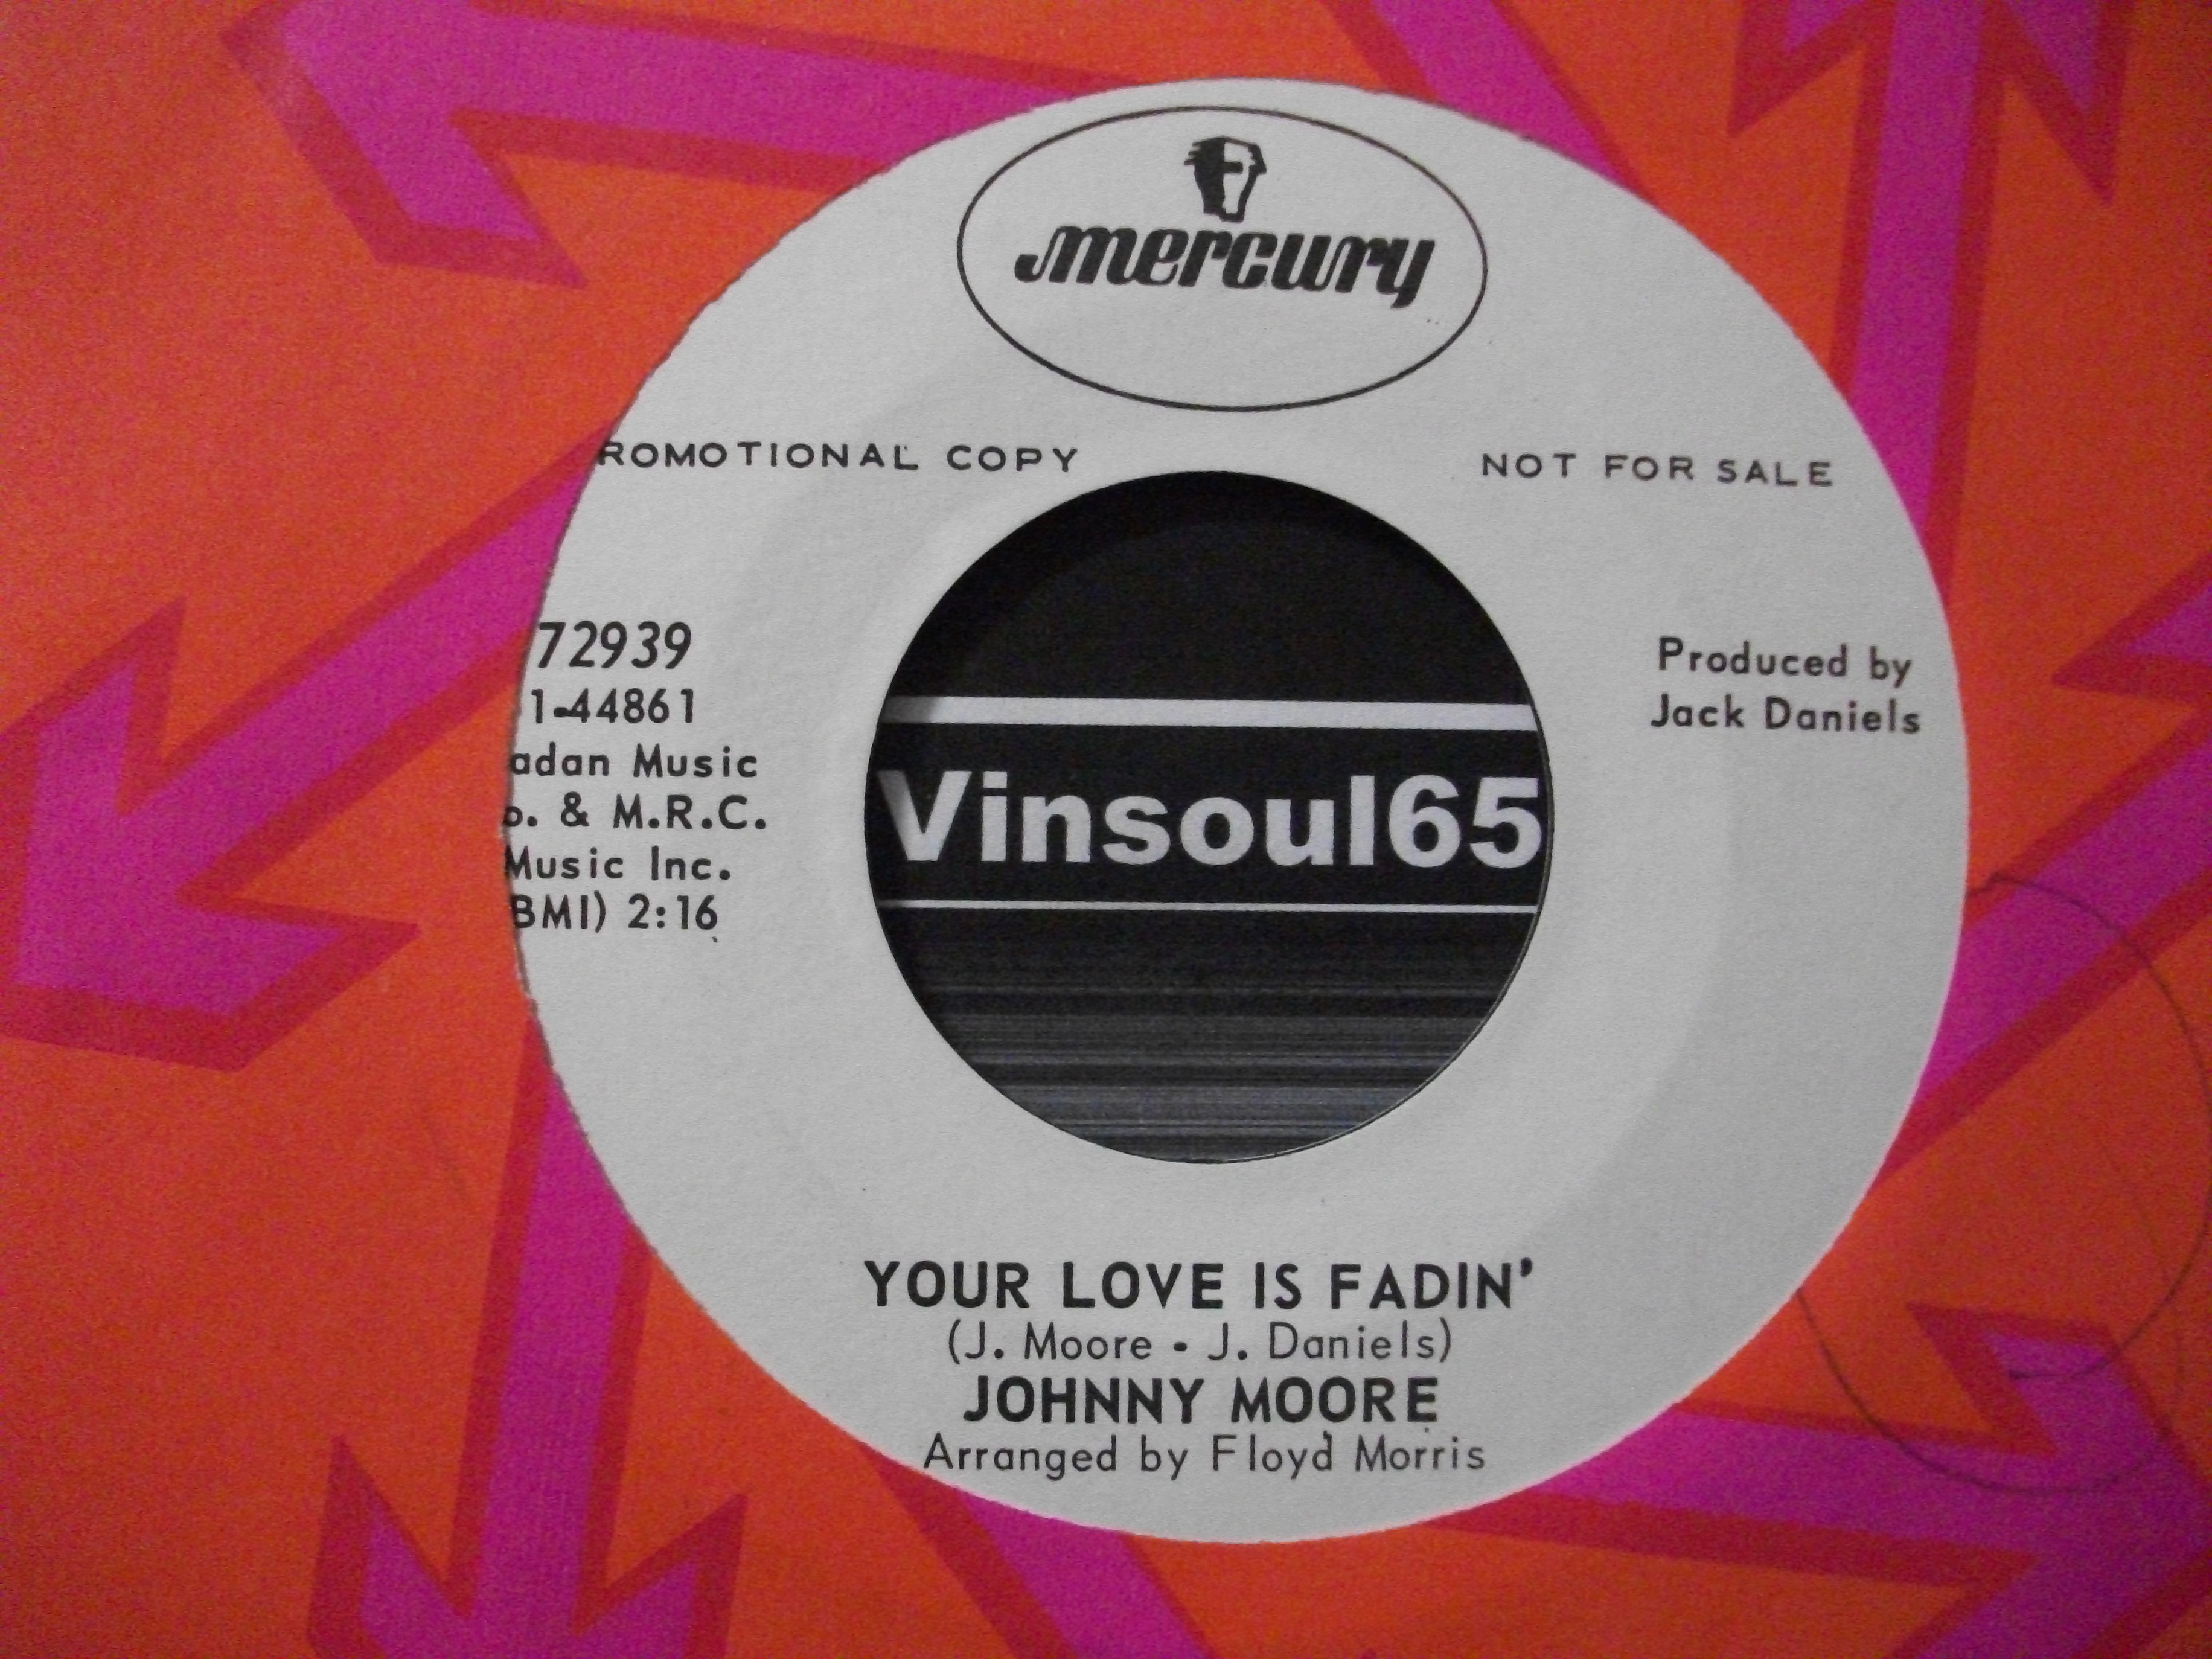 mercury
ROMOTIONAL COPY NOT FOR SALE
72939
1-44861
adan Music
o. & M.R.C.
Music Inc.
BMI) 2:16
Produced by
Jack Daniels
Vinsoul65
YOUR LOVE IS FADIN'
(J. Moore - J. Daniels)
JOHNNY MOORE
Arranged by Floyd Morris